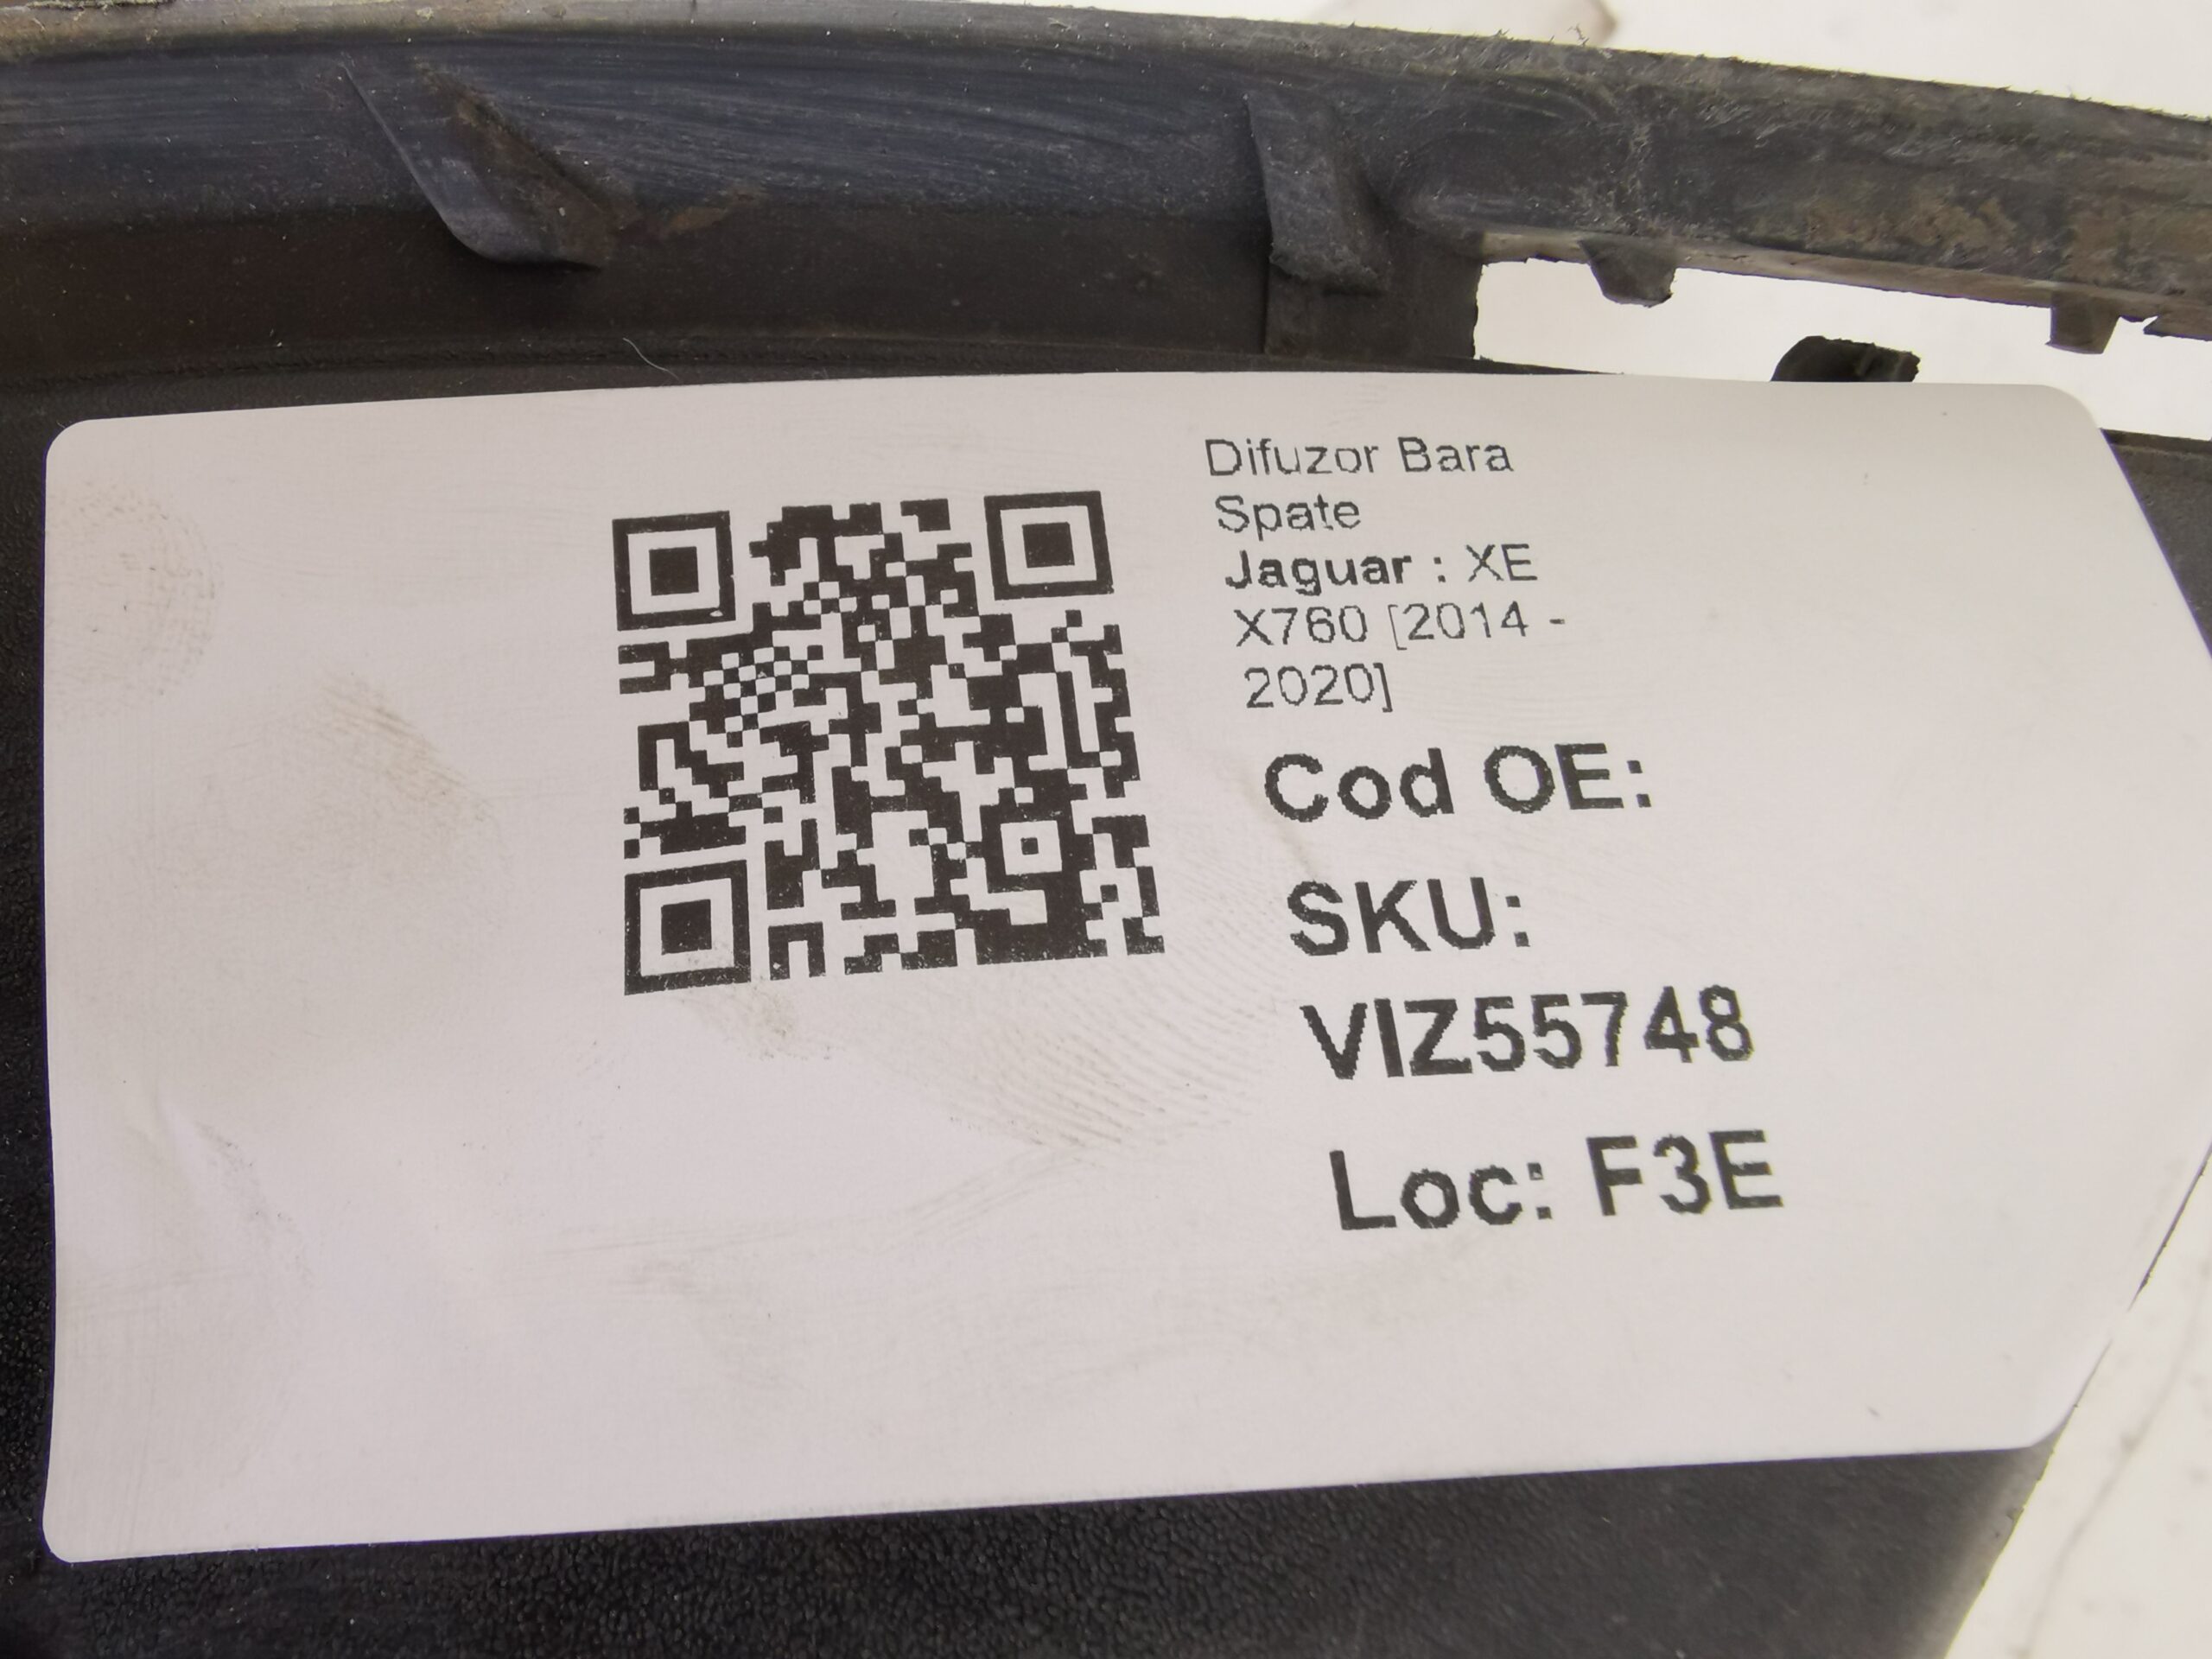 Difuzor Bara
Spate
Jaguar : XE
X760 [2014 -
2020]
Cod OE:
SKU:
VIZ55748
Loc: F3E